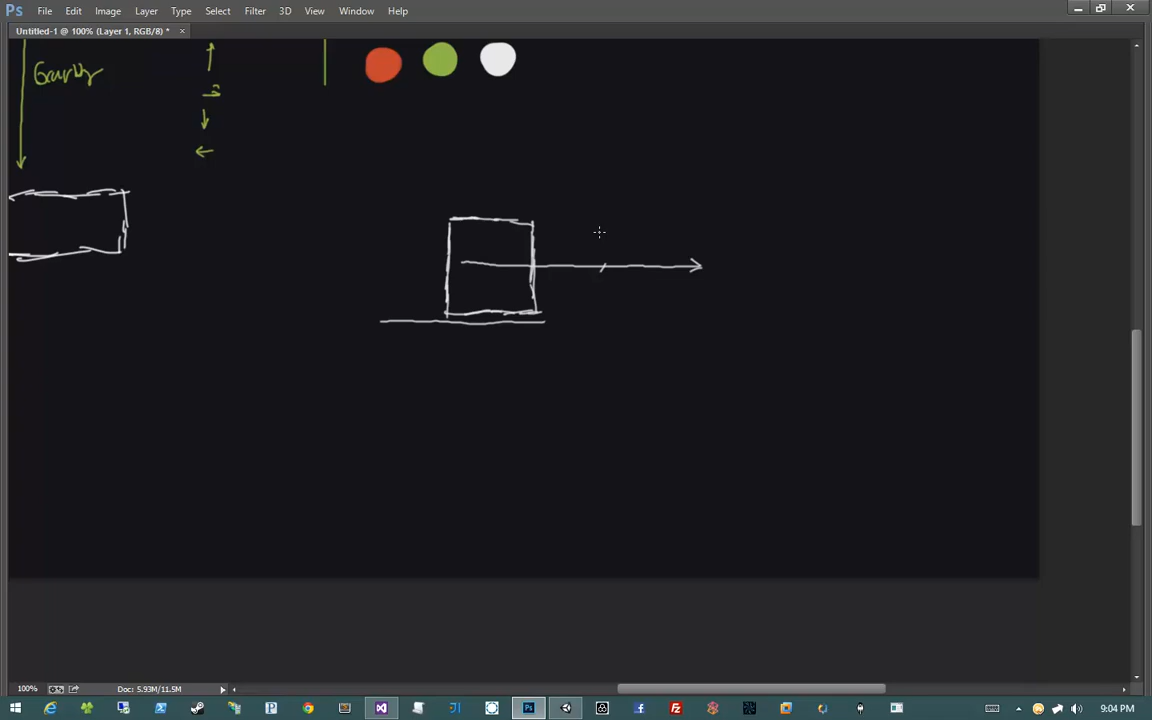 Ps File Edit Image Layer Type Select Filter 3D View Window Help
Untitled-1 @ 100% (Layer 1, RGB/8) *
100% Doc: 5.93M/11.5M
9:04 PM